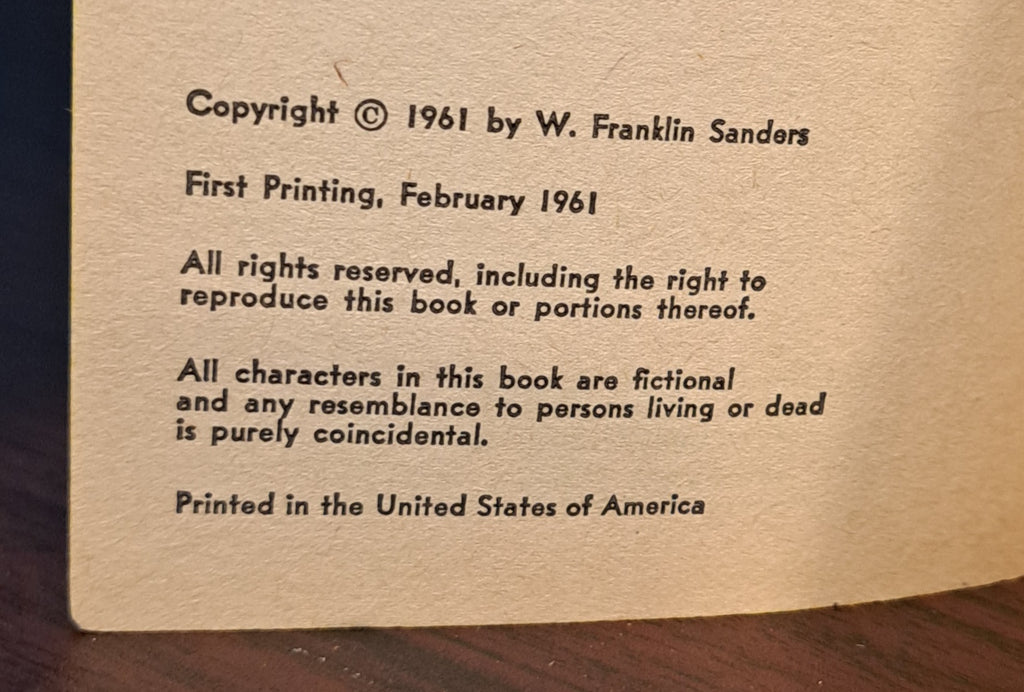 Copyright © 1961 by W. Franklin Sanders
First Printing, February 1961
All rights reserved, including the right to
reproduce this book or portions thereof.
All characters in this book are fictional
and any resemblance to persons living or dead
is purely coincidental.
Printed in the United States of America